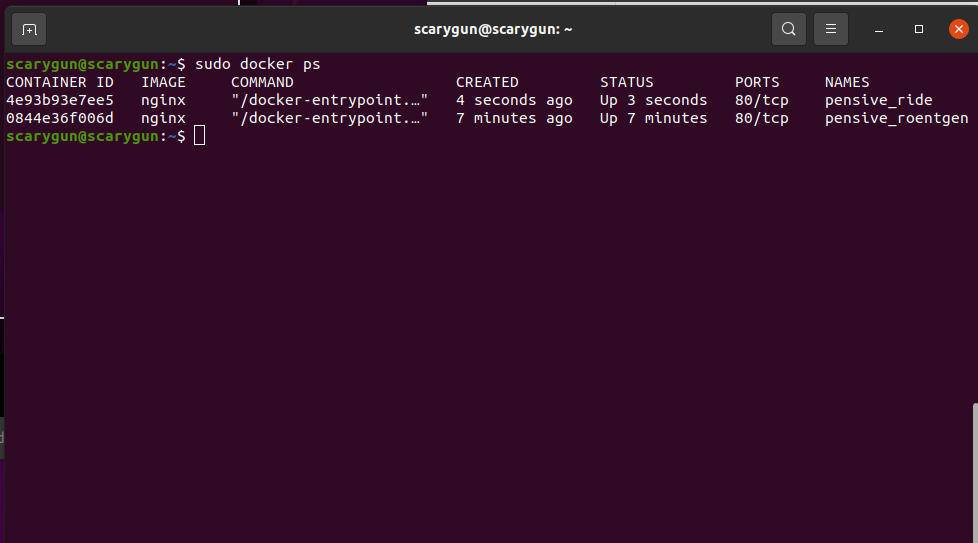 scarygun@scarygun: ~
scarygun@scarygun:~$ sudo docker ps
CONTAINER ID   IMAGE     COMMAND                  CREATED         STATUS         PORTS     NAMES
4e93b93e7ee5   nginx     "/docker-entrypoint.…"   4 seconds ago   Up 3 seconds   80/tcp    pensive_ride
0844e36f006d   nginx     "/docker-entrypoint.…"   7 minutes ago   Up 7 minutes   80/tcp    pensive_roentgen
scarygun@scarygun:~$